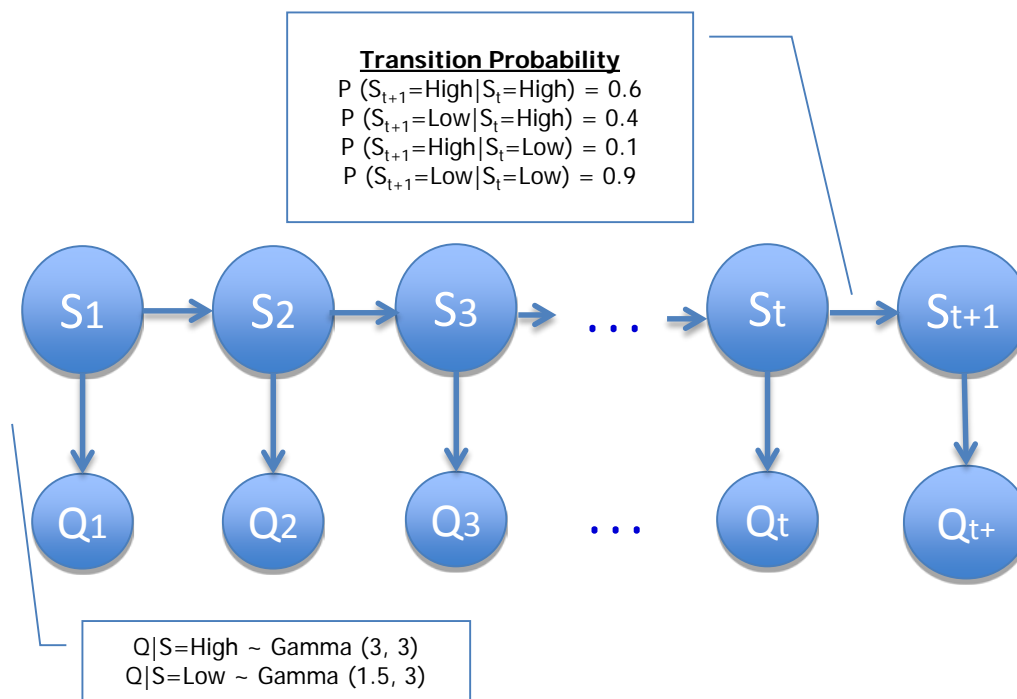 Transition Probability
P (Sₜ₊₁=High|Sₜ=High) = 0.6
P (Sₜ₊₁=Low|Sₜ=High) = 0.4
P (Sₜ₊₁=High|Sₜ=Low) = 0.1
P (Sₜ₊₁=Low|Sₜ=Low) = 0.9
S1 S2 S3 ... St St+1
Q1 Q2 Q3 ... Qt Qt+
Q|S=High ~ Gamma (3, 3)
Q|S=Low ~ Gamma (1.5, 3)